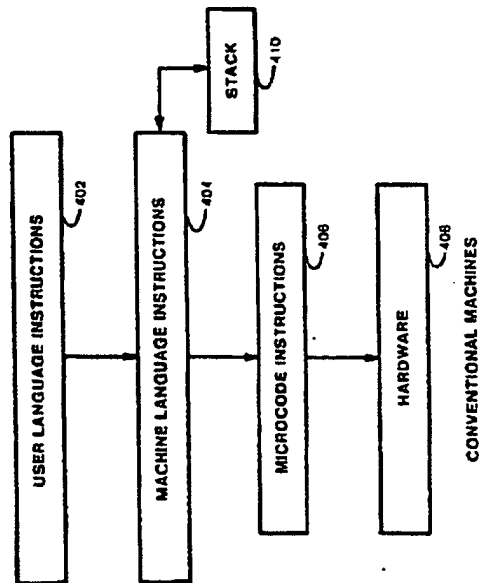 USER LANGUAGE INSTRUCTIONS
402
MACHINE LANGUAGE INSTRUCTIONS
404
STACK
410
MICROCODE INSTRUCTIONS
406
HARDWARE
408
CONVENTIONAL MACHINES